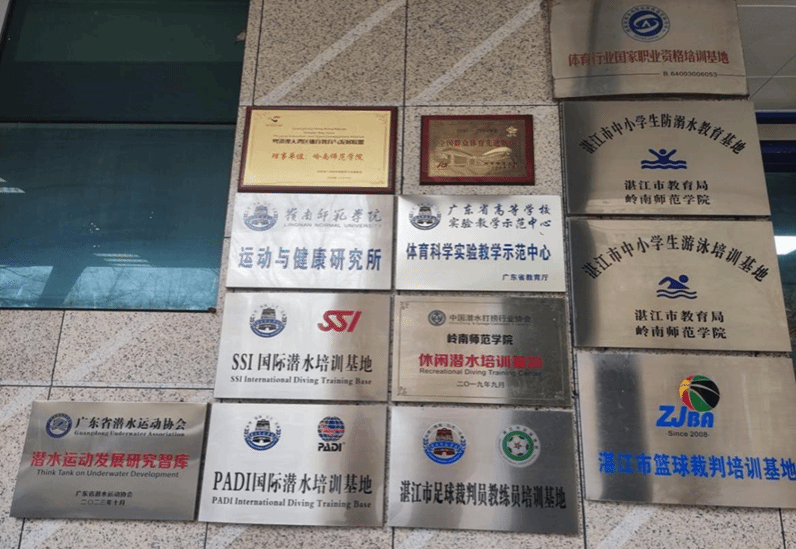 体育行业国家职业资格培训基地
B.64003006053
理事单位：岭南师范学院
湛江市中小学生防溺水教育基地
湛江市教育局
岭南师范学院
嶺南師範學院
LINGNAN NORMAL UNIVERSITY
运动与健康研究所
广东省高等学校
实验教学示范中心
体育科学实验教学示范中心
广东省教育厅
湛江市中小学生游泳培训基地
湛江市教育局
岭南师范学院
SSI
SSI 国际潜水培训基地
SSI International Diving Training Base
中国潜水打捞行业协会
岭南师范学院
休闲潜水培训
Recreational Diving Training
二〇一九年九月
ZJBA
Since 2008
湛江市篮球裁判培训基地
广东省潜水运动协会
Guangdong Underwater Association
潜水运动发展研究智库
Think Tank on Underwater Development
广东省潜水运动协会
PADI
PADI国际潜水培训基地
PADI International Diving Training Base
湛江市足球裁判员教练员培训基地